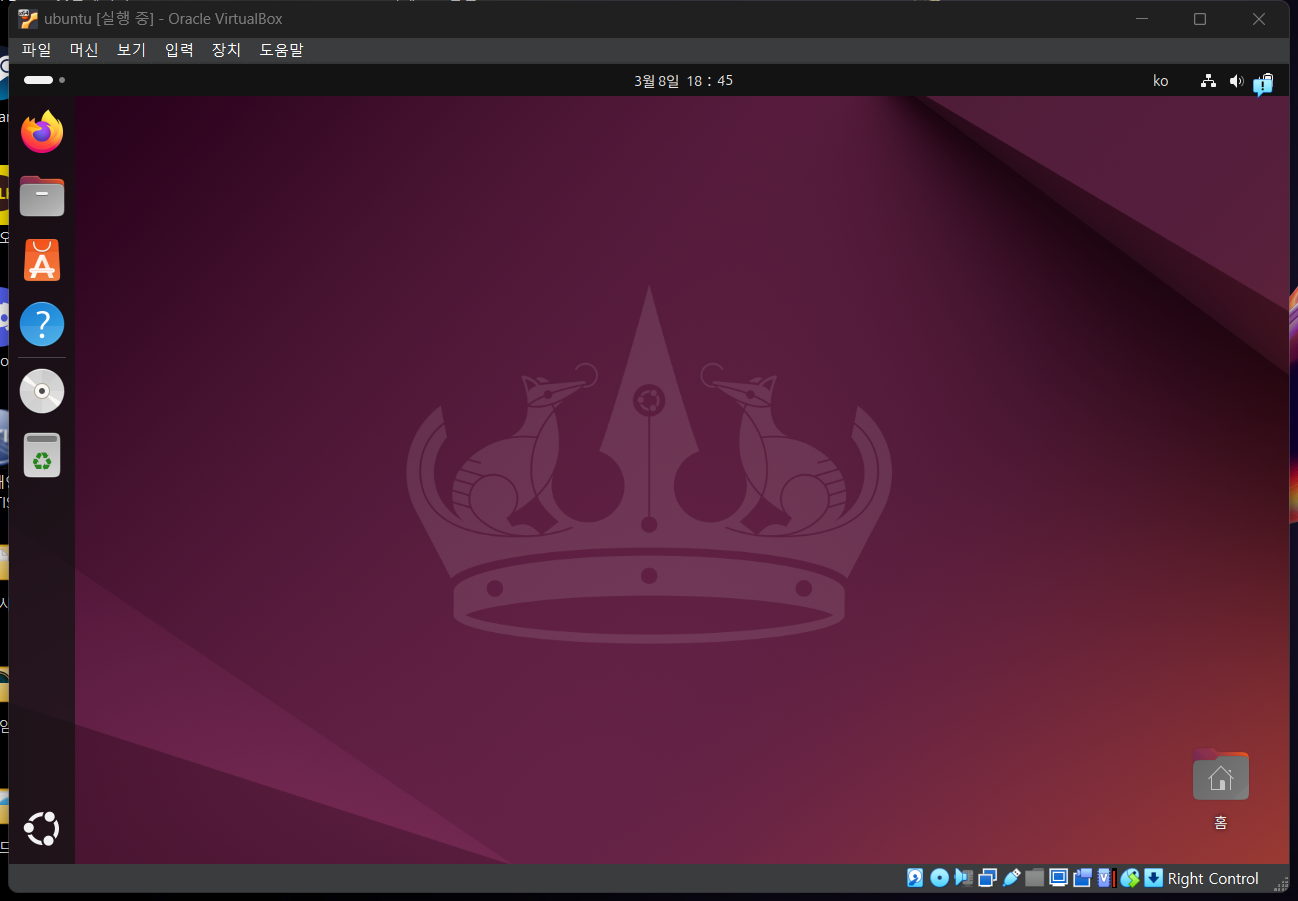 ubuntu [실행 중] - Oracle VirtualBox
파일 머신 보기 입력 장치 도움말
3월 8일 18 : 45
ko
홈
Right Control